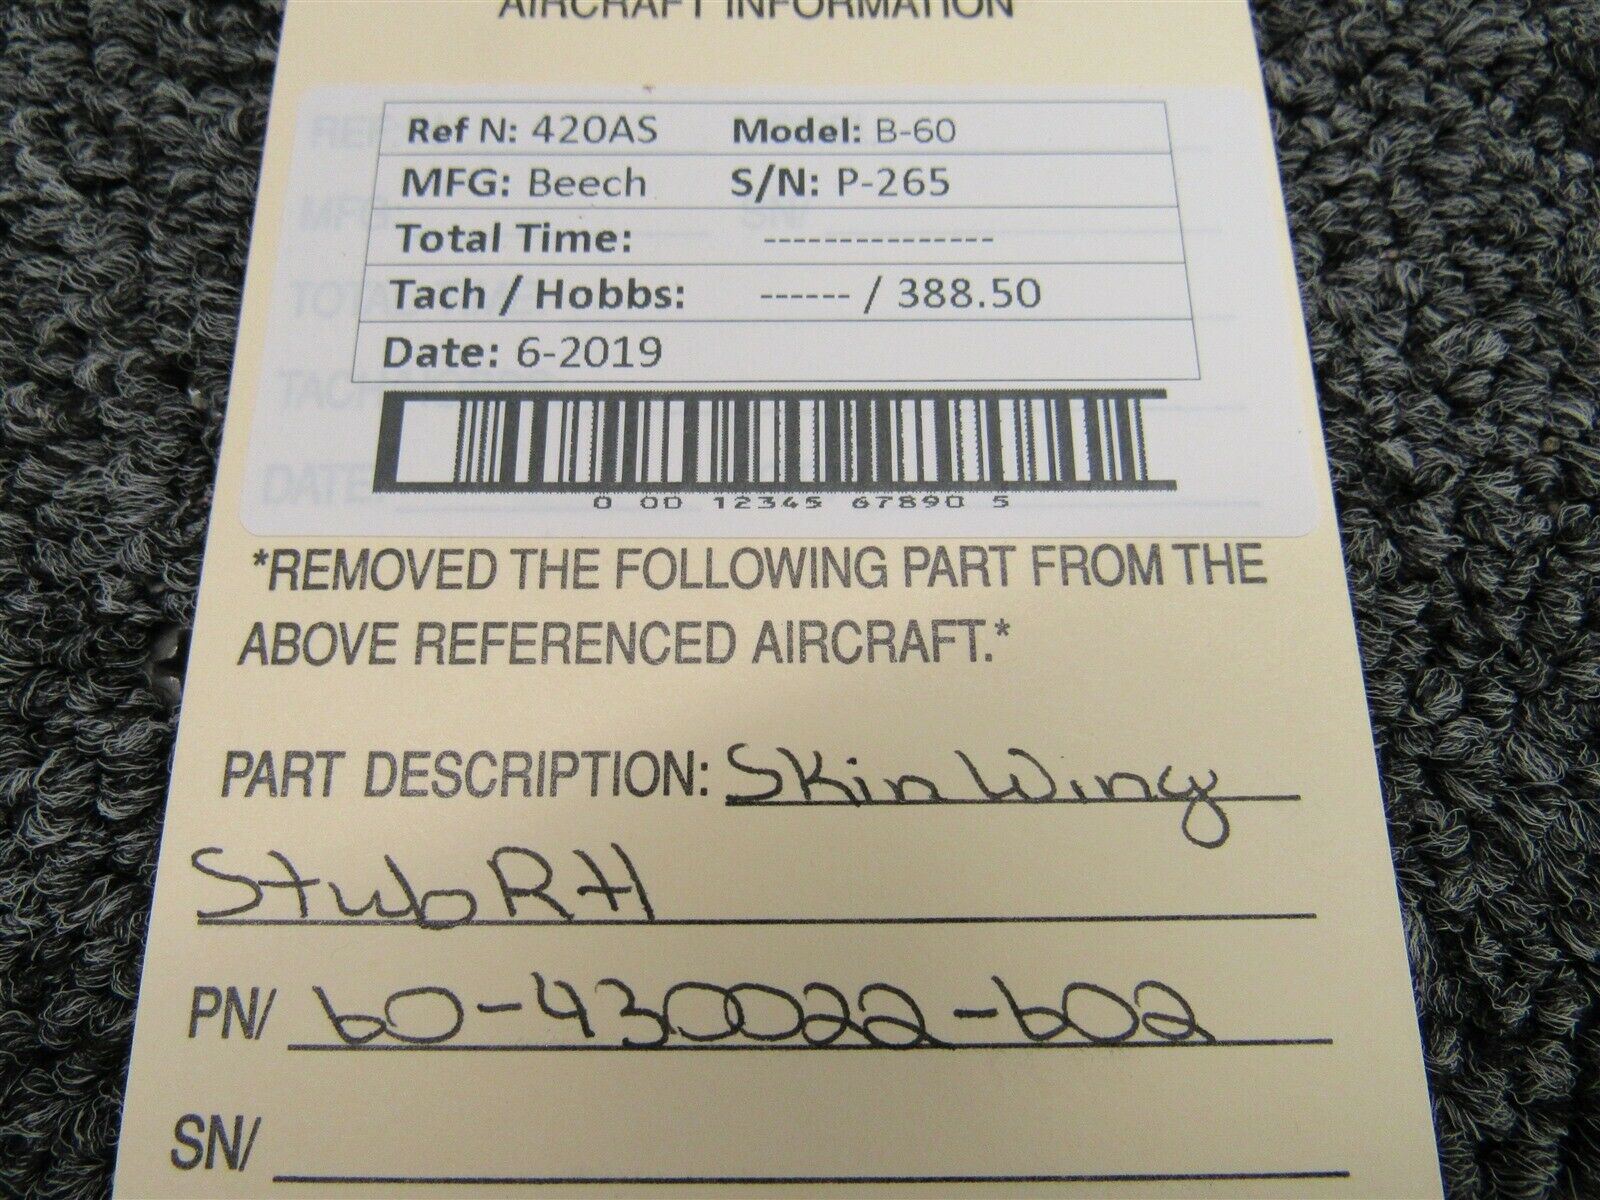 AIRCRAFT INFORMATION
Ref N: 420AS Model: B-60
MFG: Beech S/N: P-265
Total Time: ---------------
Tach / Hobbs: ------ / 388.50
Date: 6-2019
0 00 12345 67890 5
*REMOVED THE FOLLOWING PART FROM THE
ABOVE REFERENCED AIRCRAFT.*
PART DESCRIPTION: Skin Wing
Stub RH
PN/ 60-430022-602
SN/